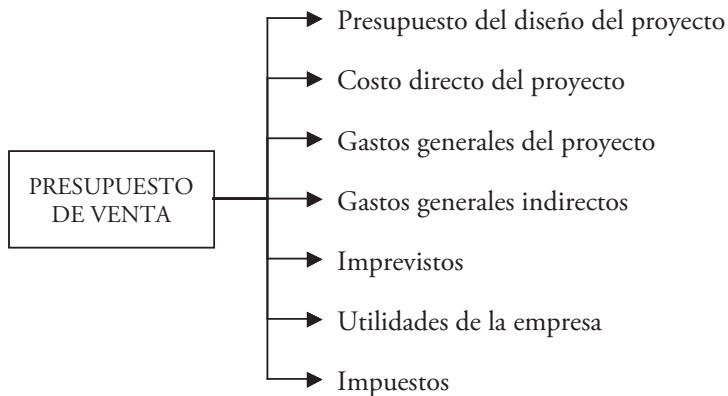 Presupuesto del diseño del proyecto
Costo directo del proyecto
Gastos generales del proyecto
PRESUPUESTO
DE VENTA
Gastos generales indirectos
Imprevistos
Utilidades de la empresa
Impuestos